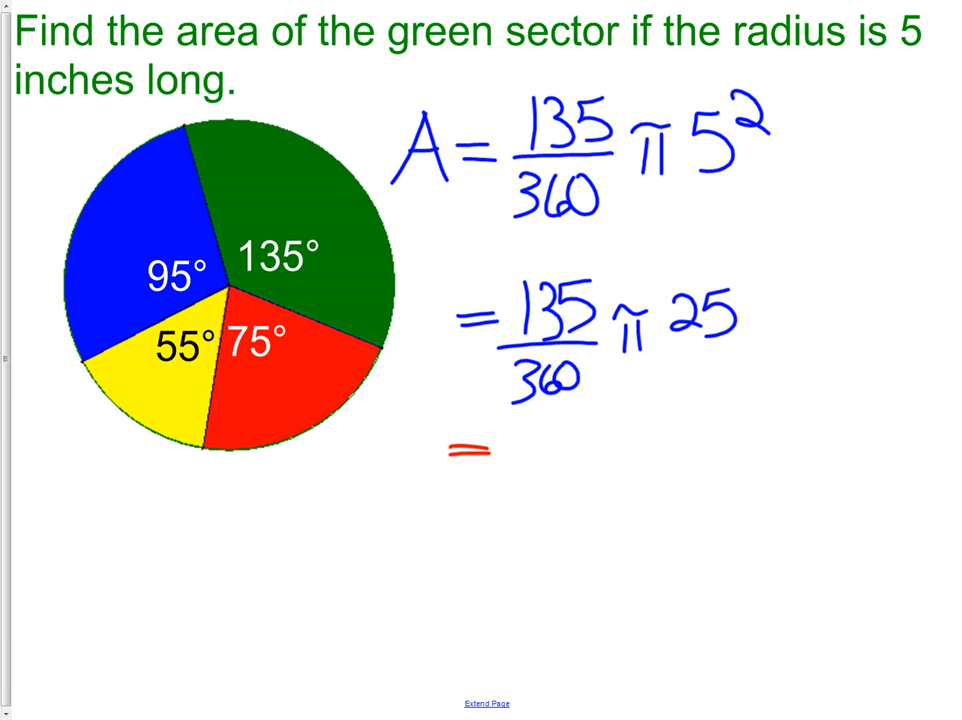 Find the area of the green sector if the radius is 5
inches long.
A = 135/360 π 5²
95° 135°
= 135/360 π 25
55° 75°
=
Extend Page